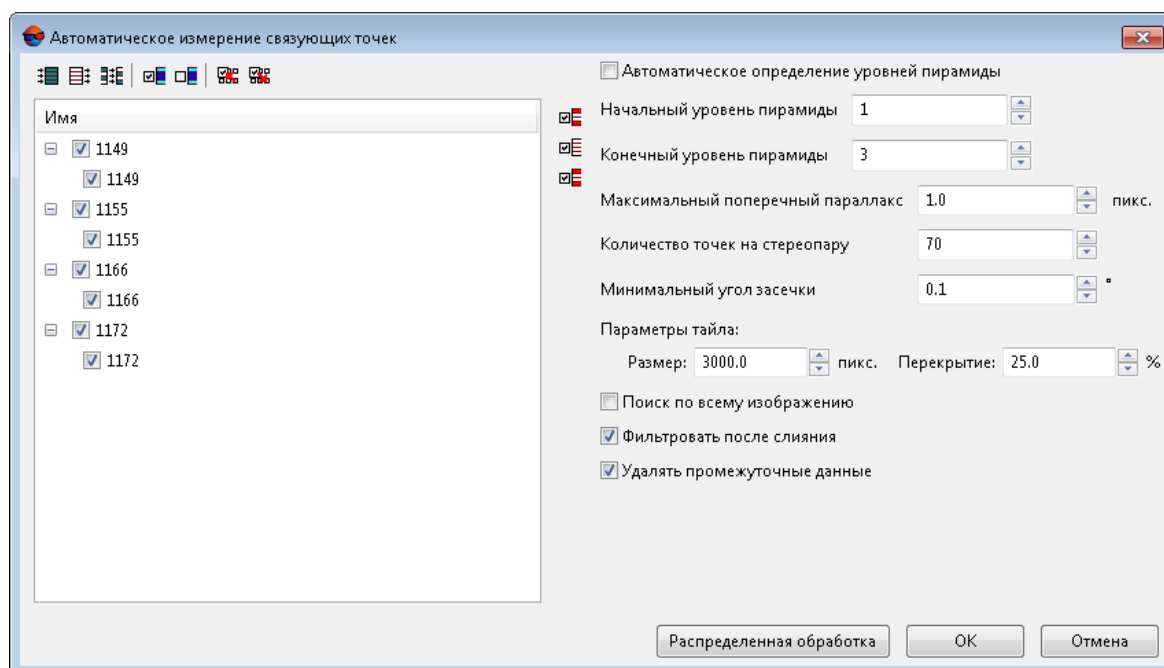 Автоматическое измерение связующих точек
Имя
1149
1149
1155
1155
1166
1166
1172
1172
Автоматическое определение уровней пирамиды
Начальный уровень пирамиды 1
Конечный уровень пирамиды 3
Максимальный поперечный параллакс 1.0 пикс.
Количество точек на стереопару 70
Минимальный угол засечки 0.1 °
Параметры тайла:
Размер: 3000.0 пикс. Перекрытие: 25.0 %
Поиск по всему изображению
Фильтровать после слияния
Удалять промежуточные данные
Распределенная обработка OK Отмена